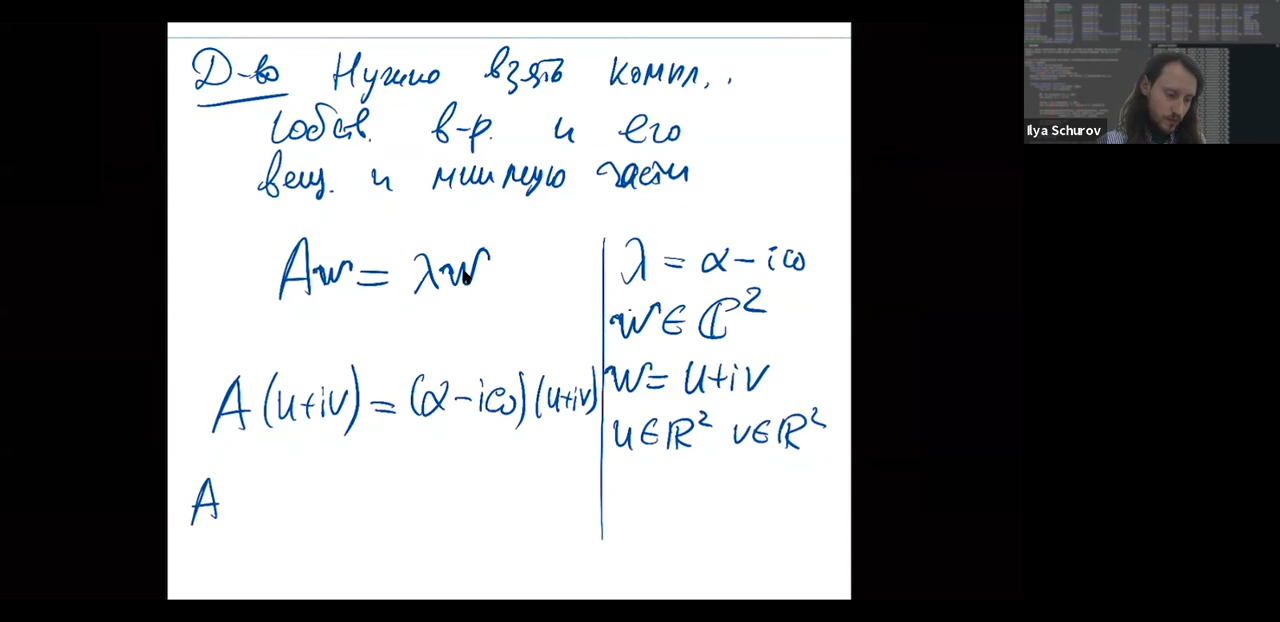 Д-во Нужно взять компл.
собств. в-р. и его
вещ. и мнимую части
Aw = λw
A(u+iv) = (α-iω)(u+iv)
A
λ = α-iω
w ∈ ℂ²
w = u+iv
u∈ℝ² v∈ℝ²
Ilya Schurov